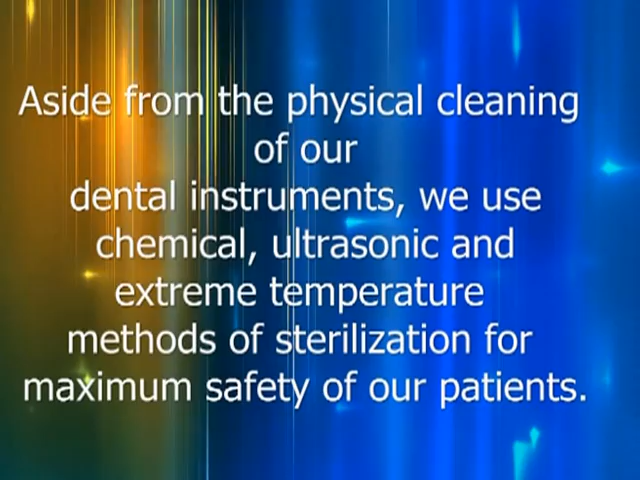 Aside from the physical cleaning
of our
dental instruments, we use
chemical, ultrasonic and
extreme temperature
methods of sterilization for
maximum safety of our patients.